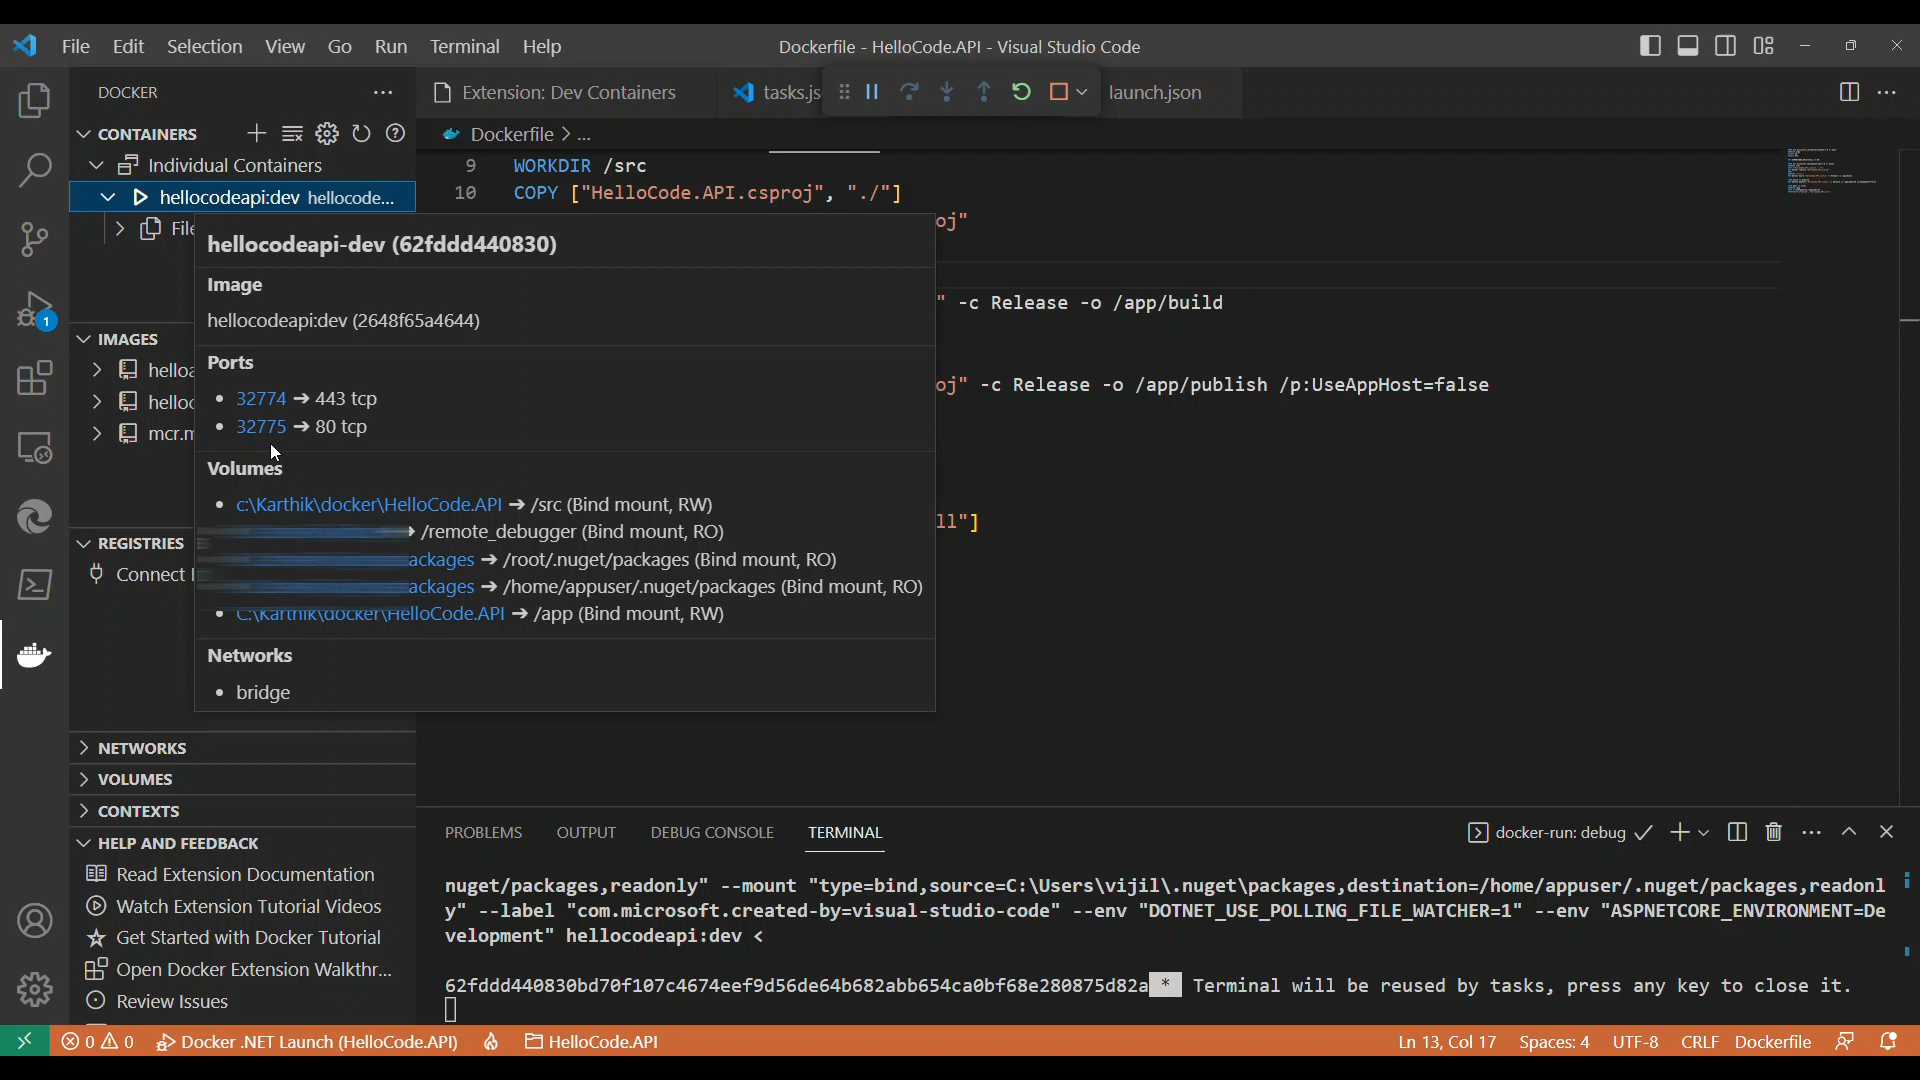 File Edit Selection View Go Run Terminal Help
Dockerfile - HelloCode.API - Visual Studio Code
DOCKER
Extension: Dev Containers
tasks.js
launch.json
CONTAINERS
Dockerfile > ...
Individual Containers
9 WORKDIR /src
hellocodeapi:dev hellocode...
10 COPY ["HelloCode.API.csproj", "./"]
oj"
File
hellocodeapi-dev (62fddd440830)
Image
" -c Release -o /app/build
hellocodeapi:dev (2648f65a4644)
IMAGES
Ports
helloa
oj" -c Release -o /app/publish /p:UseAppHost=false
32774 → 443 tcp
helloc
32775 → 80 tcp
mcr.m
Volumes
c:\Karthik\docker\HelloCode.API → /src (Bind mount, RW)
ll"]
→ /remote_debugger (Bind mount, RO)
REGISTRIES
ackages → /root/.nuget/packages (Bind mount, RO)
Connect
ackages → /home/appuser/.nuget/packages (Bind mount, RO)
C:\Karthik\docker\HelloCode.API → /app (Bind mount, RW)
Networks
bridge
NETWORKS
VOLUMES
CONTEXTS
HELP AND FEEDBACK
Read Extension Documentation
Watch Extension Tutorial Videos
Get Started with Docker Tutorial
Open Docker Extension Walkthr...
Review Issues
PROBLEMS OUTPUT DEBUG CONSOLE TERMINAL
docker-run: debug
nuget/packages,readonly" --mount "type=bind,source=C:\Users\vijil\.nuget\packages,destination=/home/appuser/.nuget/packages,readonl
y" --label "com.microsoft.created-by=visual-studio-code" --env "DOTNET_USE_POLLING_FILE_WATCHER=1" --env "ASPNETCORE_ENVIRONMENT=De
velopment" hellocodeapi:dev <
62fddd440830bd70f107c4674eef9d56de64b682abb654ca0bf68e280875d82a * Terminal will be reused by tasks, press any key to close it.
1
0 0 Docker .NET Launch (HelloCode.API) HelloCode.API
Ln 13, Col 17 Spaces: 4 UTF-8 CRLF Dockerfile